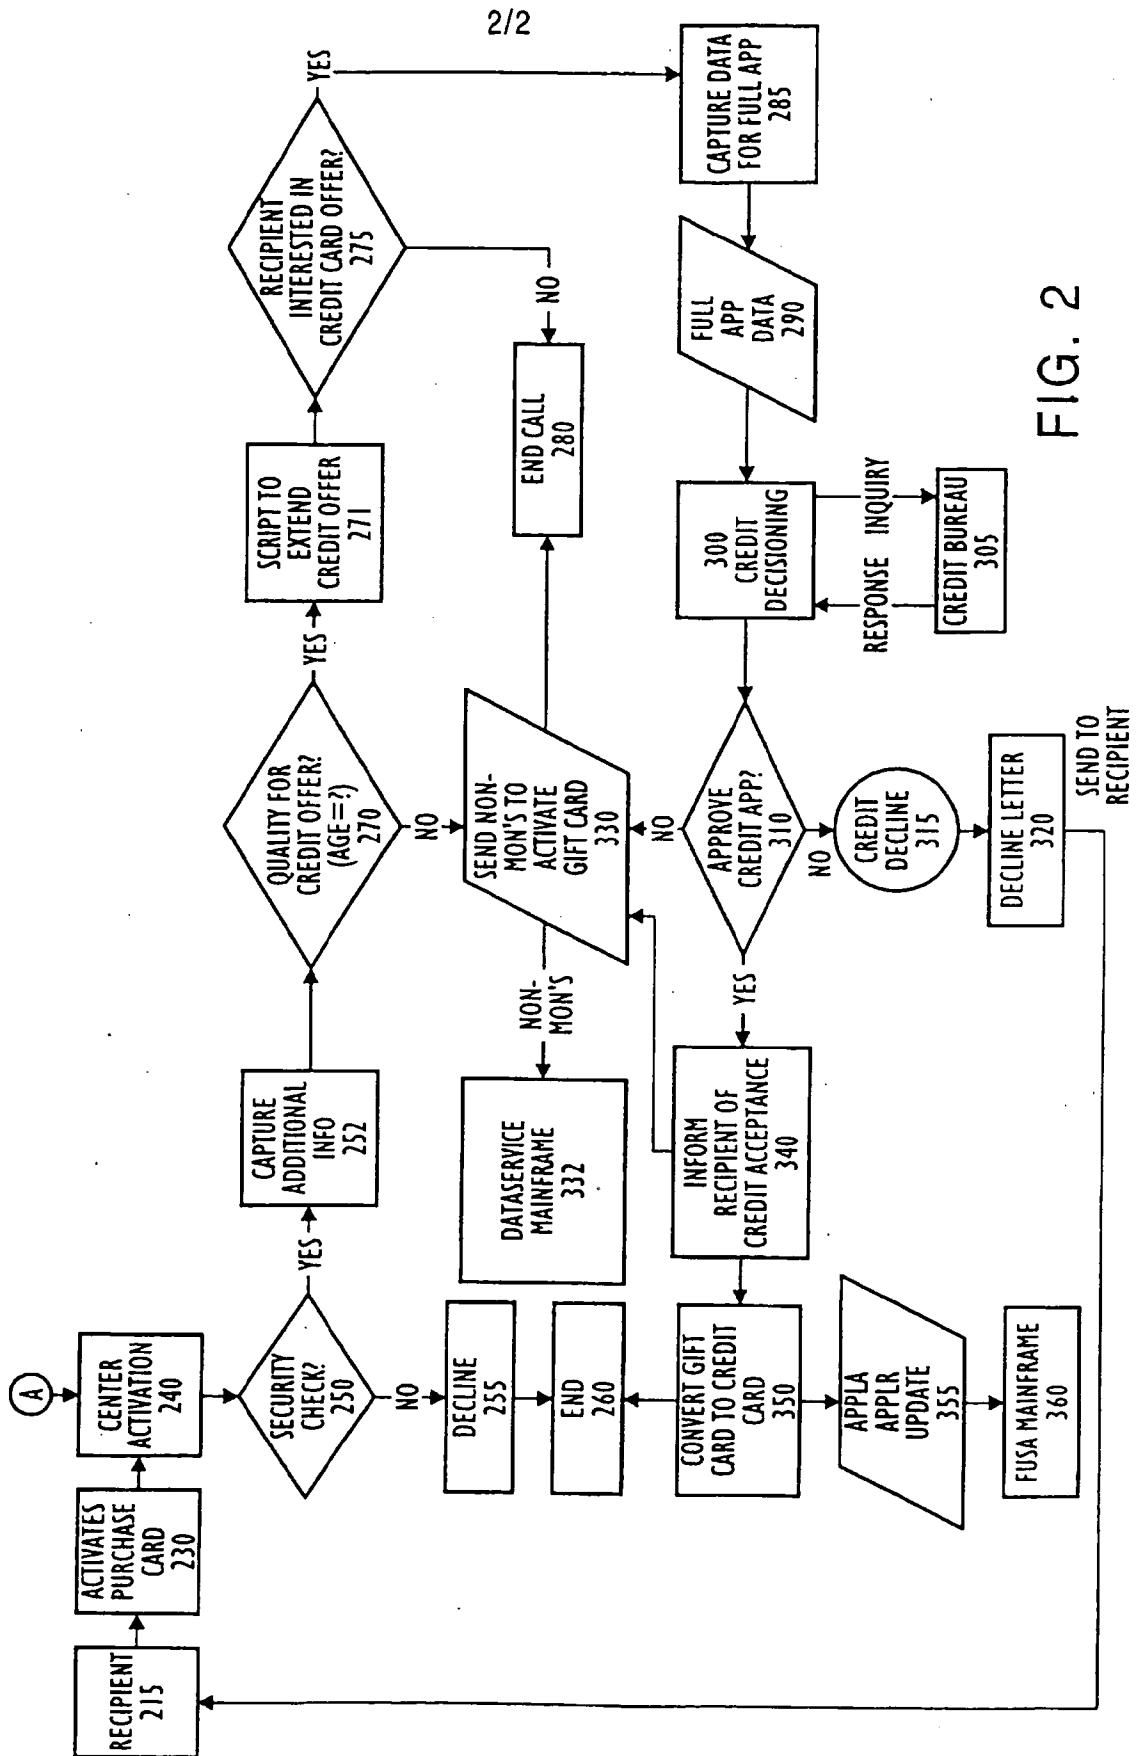 2/2
A
RECIPIENT
215
ACTIVATES
PURCHASE
CARD
230
CENTER
ACTIVATION
240
SECURITY
CHECK?
250
YES
NO
CAPTURE
ADDITIONAL
INFO
252
QUALITY FOR
CREDIT OFFER?
(AGE=?)
270
YES
NO
SCRIPT TO
EXTEND
CREDIT OFFER
271
RECIPIENT
INTERESTED IN
CREDIT CARD OFFER?
275
YES
NO
DECLINE
255
END
260
DATASERVICE
MAINFRAME
332
NON-
MON'S
SEND NON-
MON'S TO
ACTIVATE
GIFT CARD
330
END CALL
280
CAPTURE DATA
FOR FULL APP
285
FULL
APP
DATA
290
300
CREDIT
DECISIONING
RESPONSE
INQUIRY
CREDIT BUREAU
305
APPROVE
CREDIT APP?
310
NO
NO
YES
CREDIT
DECLINE
315
DECLINE LETTER
320
SEND TO
RECIPIENT
INFORM
RECIPIENT OF
CREDIT ACCEPTANCE
340
CONVERT GIFT
CARD TO CREDIT
CARD
350
APPLA
APPLR
UPDATE
355
FUSA MAINFRAME
360
FIG. 2